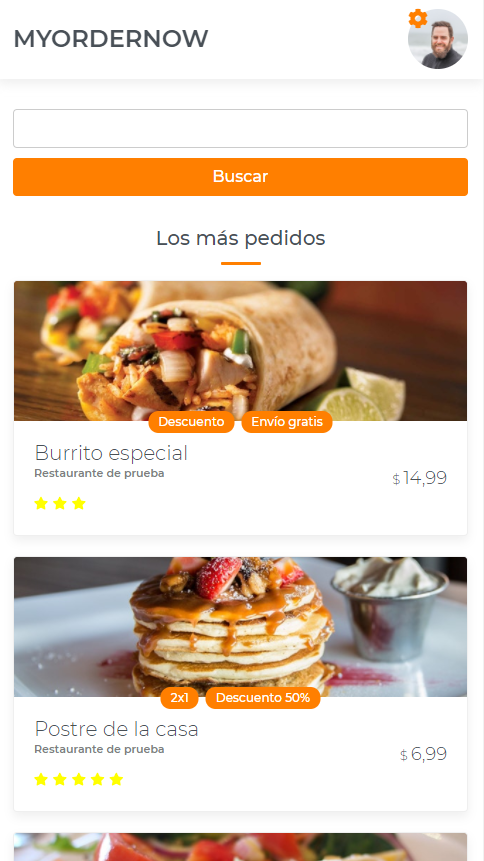 MYORDERNOW
Buscar
Los más pedidos
Descuento Envío gratis
Burrito especial
Restaurante de prueba
$ 14,99
2x1 Descuento 50%
Postre de la casa
Restaurante de prueba
$ 6,99